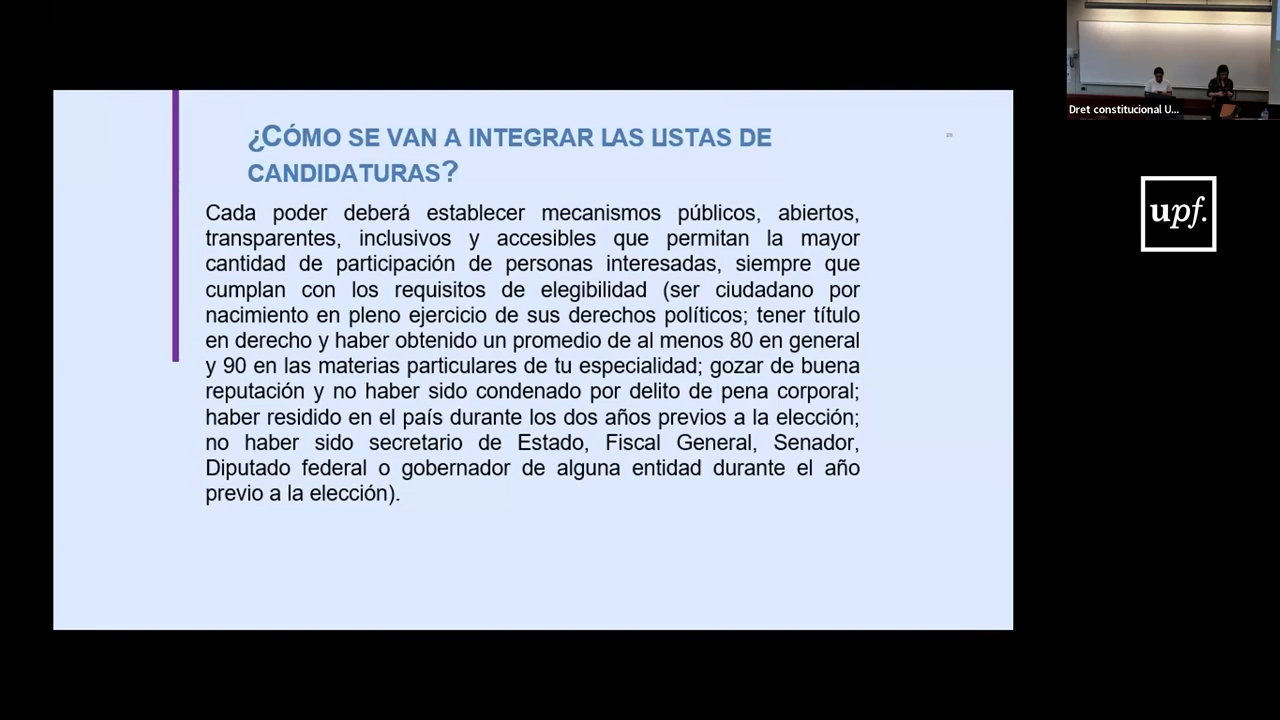 ¿CÓMO SE VAN A INTEGRAR LAS LISTAS DE
CANDIDATURAS?
Cada poder deberá establecer mecanismos públicos, abiertos,
transparentes, inclusivos y accesibles que permitan la mayor
cantidad de participación de personas interesadas, siempre que
cumplan con los requisitos de elegibilidad (ser ciudadano por
nacimiento en pleno ejercicio de sus derechos políticos; tener título
en derecho y haber obtenido un promedio de al menos 80 en general
y 90 en las materias particulares de tu especialidad; gozar de buena
reputación y no haber sido condenado por delito de pena corporal;
haber residido en el país durante los dos años previos a la elección;
no haber sido secretario de Estado, Fiscal General, Senador,
Diputado federal o gobernador de alguna entidad durante el año
previo a la elección).
Dret constitucional U...
upf.